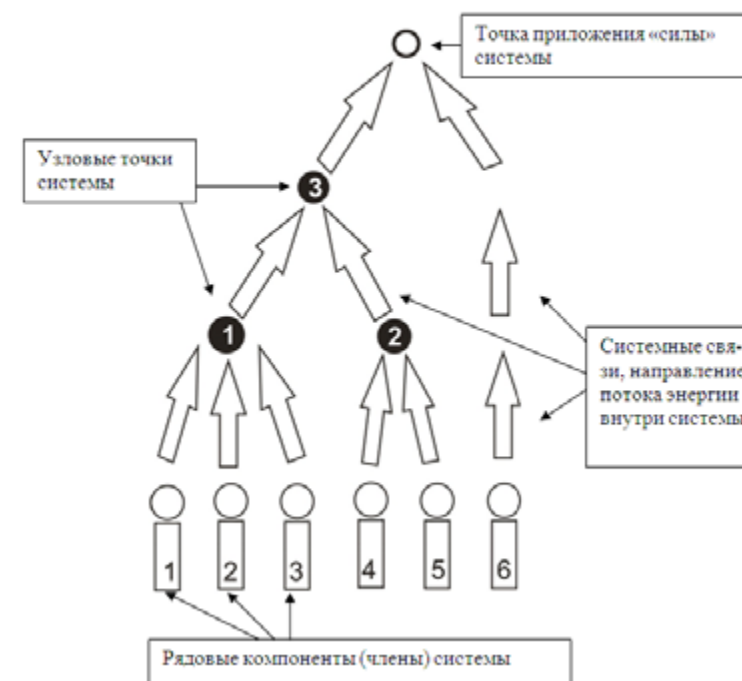 Точка приложения «силы»
системы
Узловые точки
системы
3
1
2
Системные свя-
зи, направление
потока энергии
внутри системы
1 2 3 4 5 6
Рядовые компоненты (члены) системы